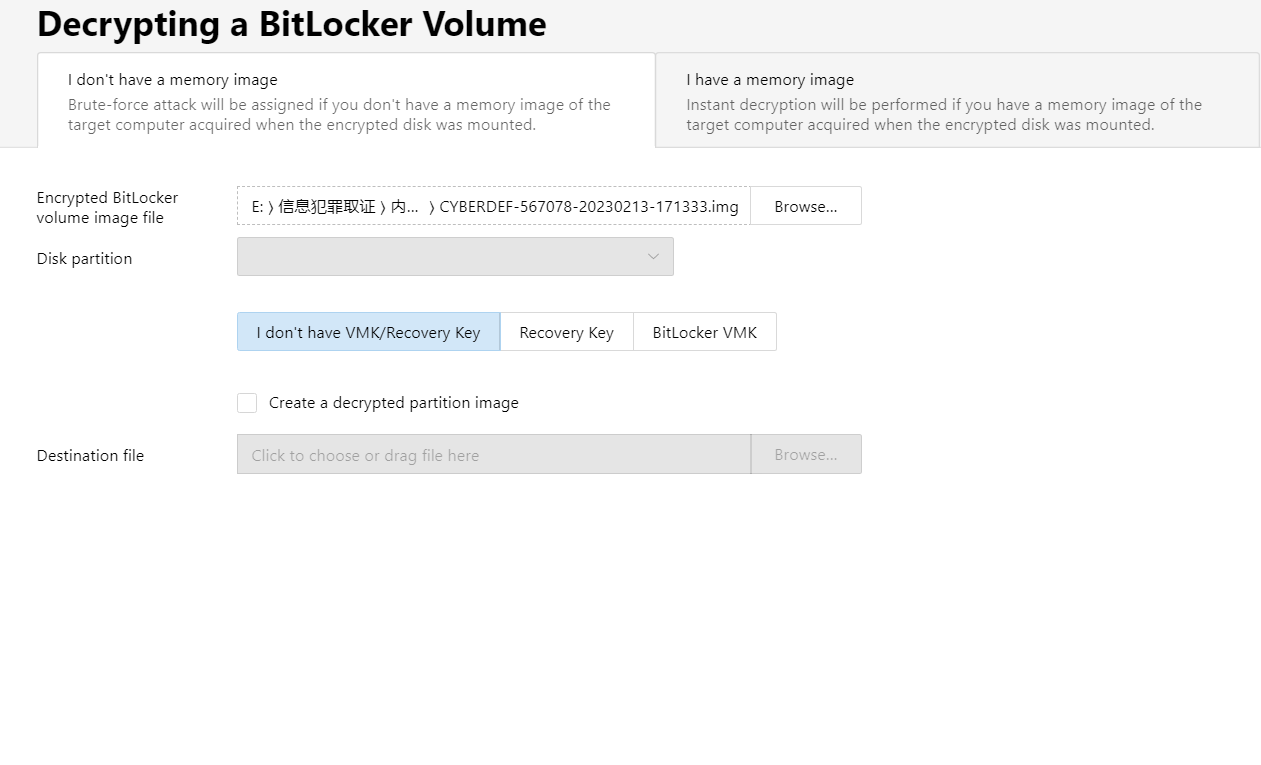 Decrypting a BitLocker Volume
I don't have a memory image
Brute-force attack will be assigned if you don't have a memory image of the
target computer acquired when the encrypted disk was mounted.
I have a memory image
Instant decryption will be performed if you have a memory image of the
target computer acquired when the encrypted disk was mounted.
Encrypted BitLocker
volume image file
E: ⟩ 信息犯罪取证 ⟩ 内... ⟩ CYBERDEF-567078-20230213-171333.img
Browse...
Disk partition
I don't have VMK/Recovery Key
Recovery Key
BitLocker VMK
Create a decrypted partition image
Destination file
Click to choose or drag file here
Browse...